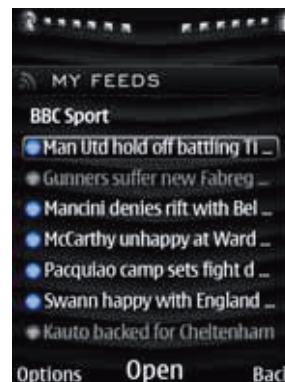 MY FEEDS
BBC Sport
Man Utd hold off battling Ti ...
Gunners suffer new Fabreg ...
Mancini denies rift with Bel ...
McCarthy unhappy at Ward ...
Pacquiao camp sets fight d ...
Swann happy with England ...
Kauto backed for Cheltenham
Options Open Bac